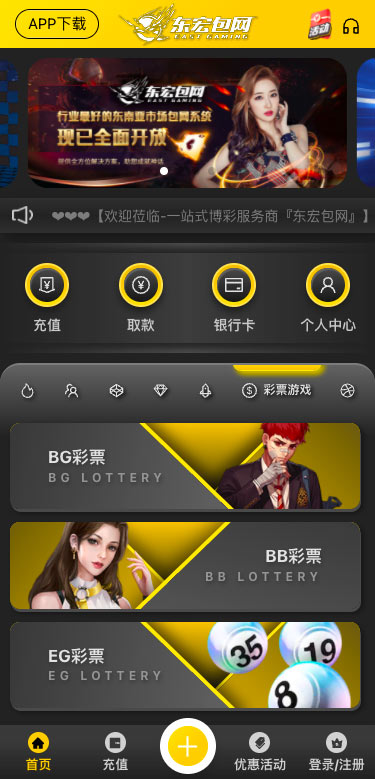 APP下载
东宏包网
EAST GAMING
活动
东宏包网
EAST GAMING
行业最好的东南亚市场包网系统
现已全面开放
提供全方位解决方案,助您成就神话
❤❤❤【欢迎莅临-一站式博彩服务商『东宏包网』】
充值
取款
银行卡
个人中心
彩票游戏
BG彩票
BG LOTTERY
BB彩票
BB LOTTERY
EG彩票
EG LOTTERY
35
19
8
首页
充值
优惠活动
登录/注册